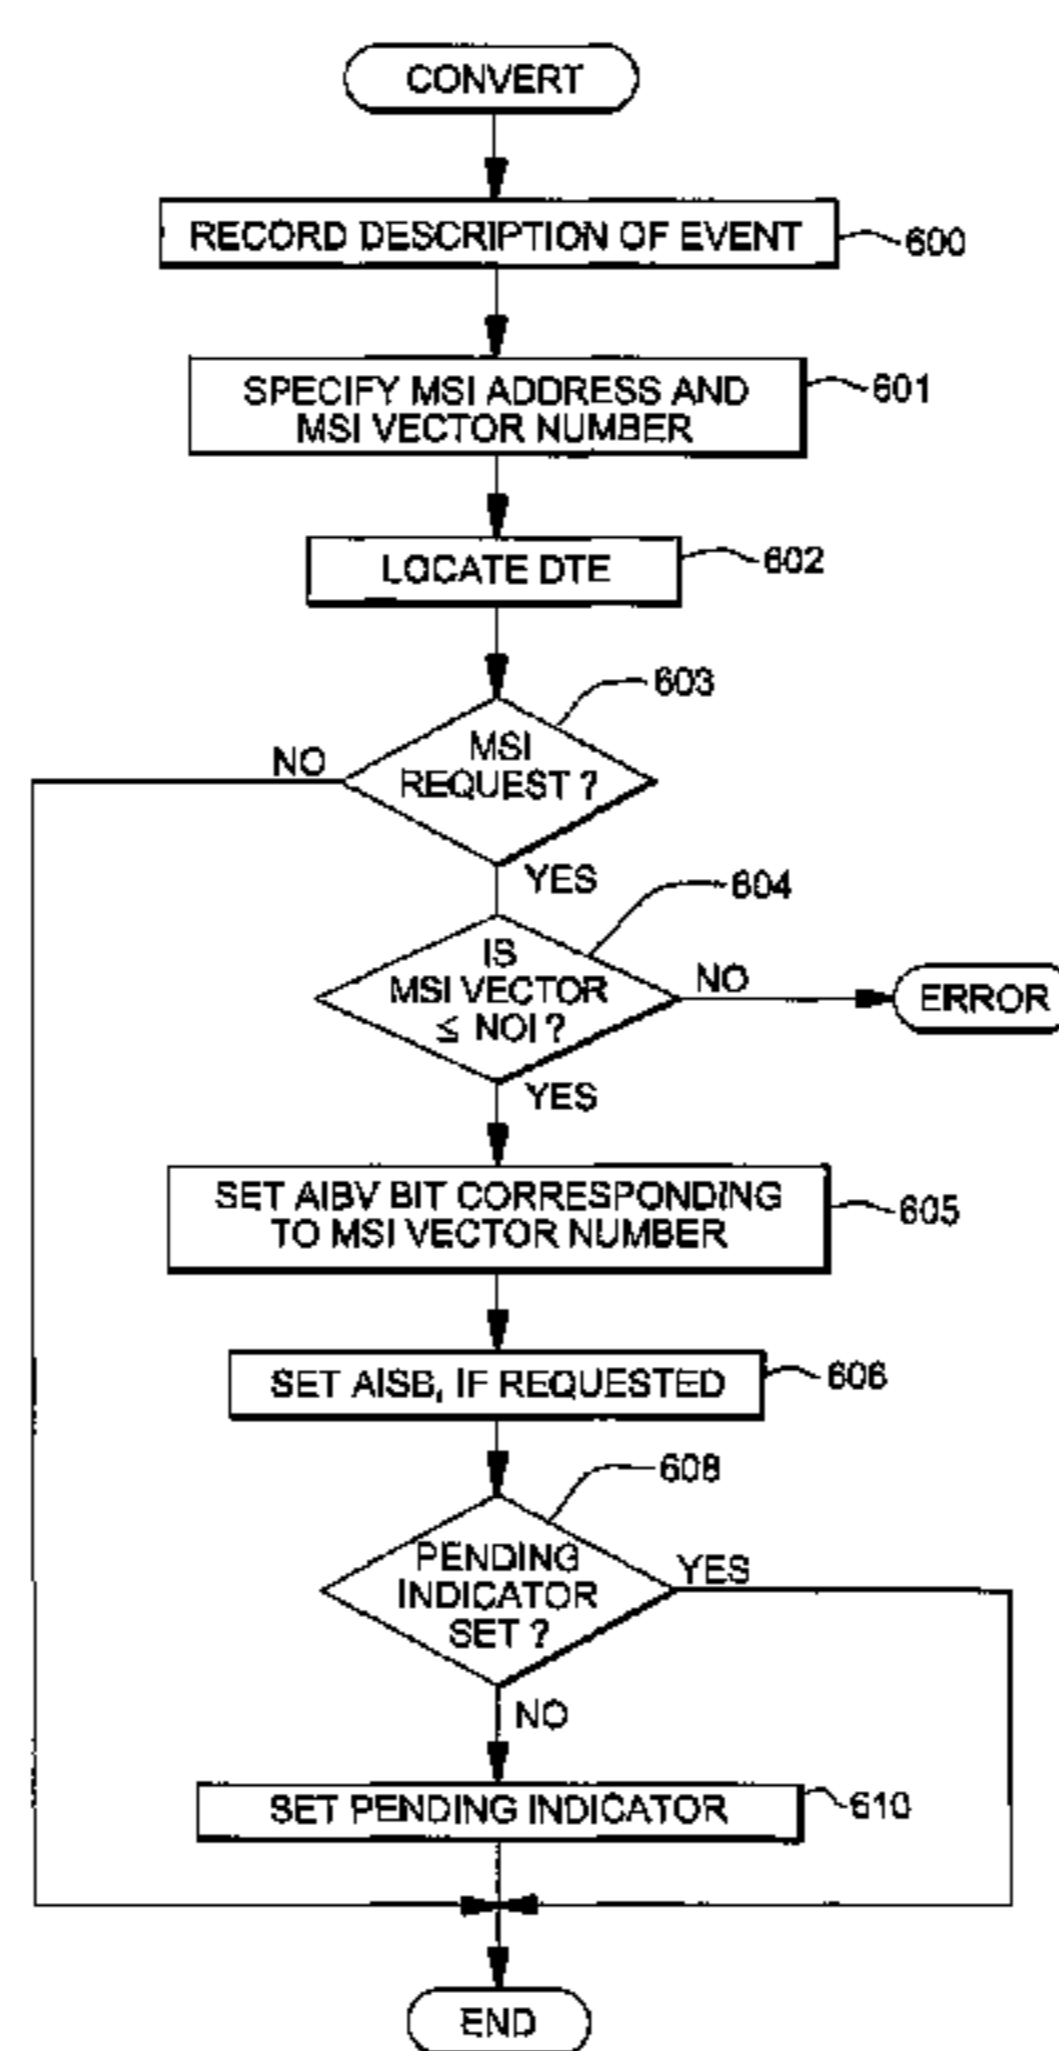 CONVERT
RECORD DESCRIPTION OF EVENT
600
SPECIFY MSI ADDRESS AND
MSI VECTOR NUMBER
601
LOCATE DTE
602
603
MSI
REQUEST ?
NO
YES
604
IS
MSI VECTOR
≤ NOI ?
NO
ERROR
YES
SET AIBV BIT CORRESPONDING
TO MSI VECTOR NUMBER
605
SET AISB, IF REQUESTED
606
608
PENDING
INDICATOR
SET ?
YES
NO
SET PENDING INDICATOR
610
END